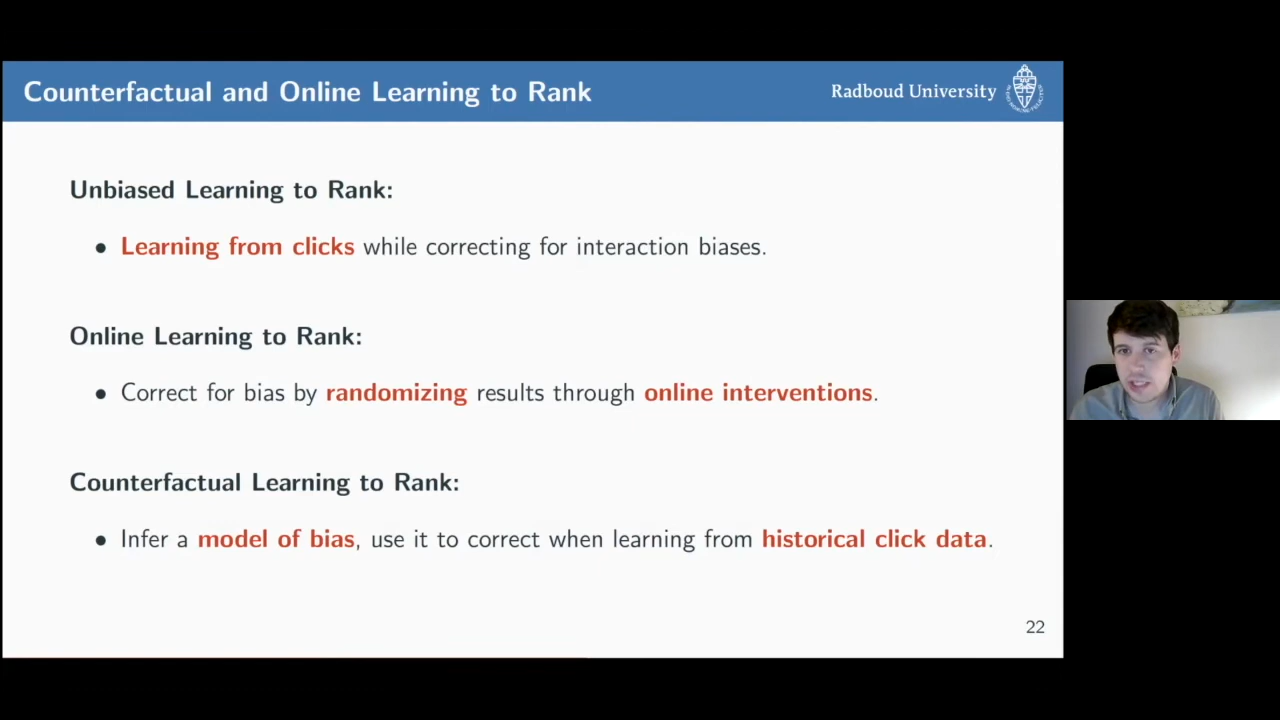 Counterfactual and Online Learning to Rank
Radboud University
Unbiased Learning to Rank:
• Learning from clicks while correcting for interaction biases.
Online Learning to Rank:
• Correct for bias by randomizing results through online interventions.
Counterfactual Learning to Rank:
• Infer a model of bias, use it to correct when learning from historical click data.
22